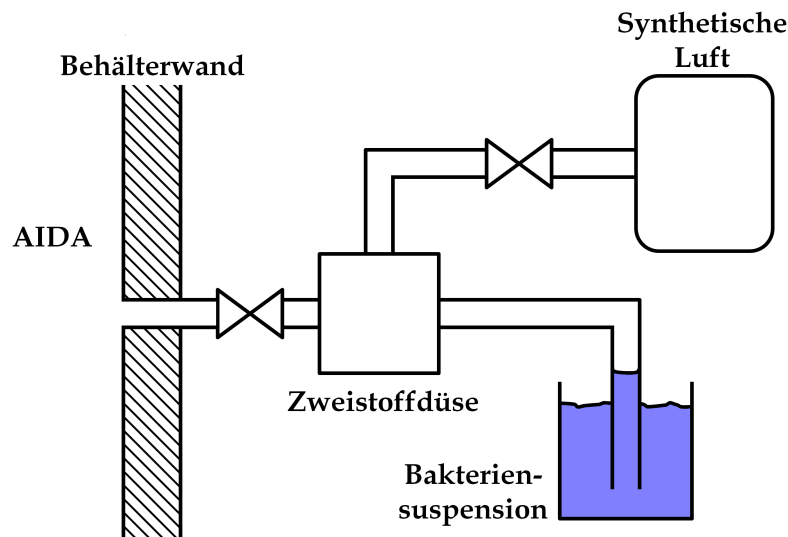 Synthetische
Luft
Behälterwand
AIDA
Zweistoffdüse
Bakterien-
suspension